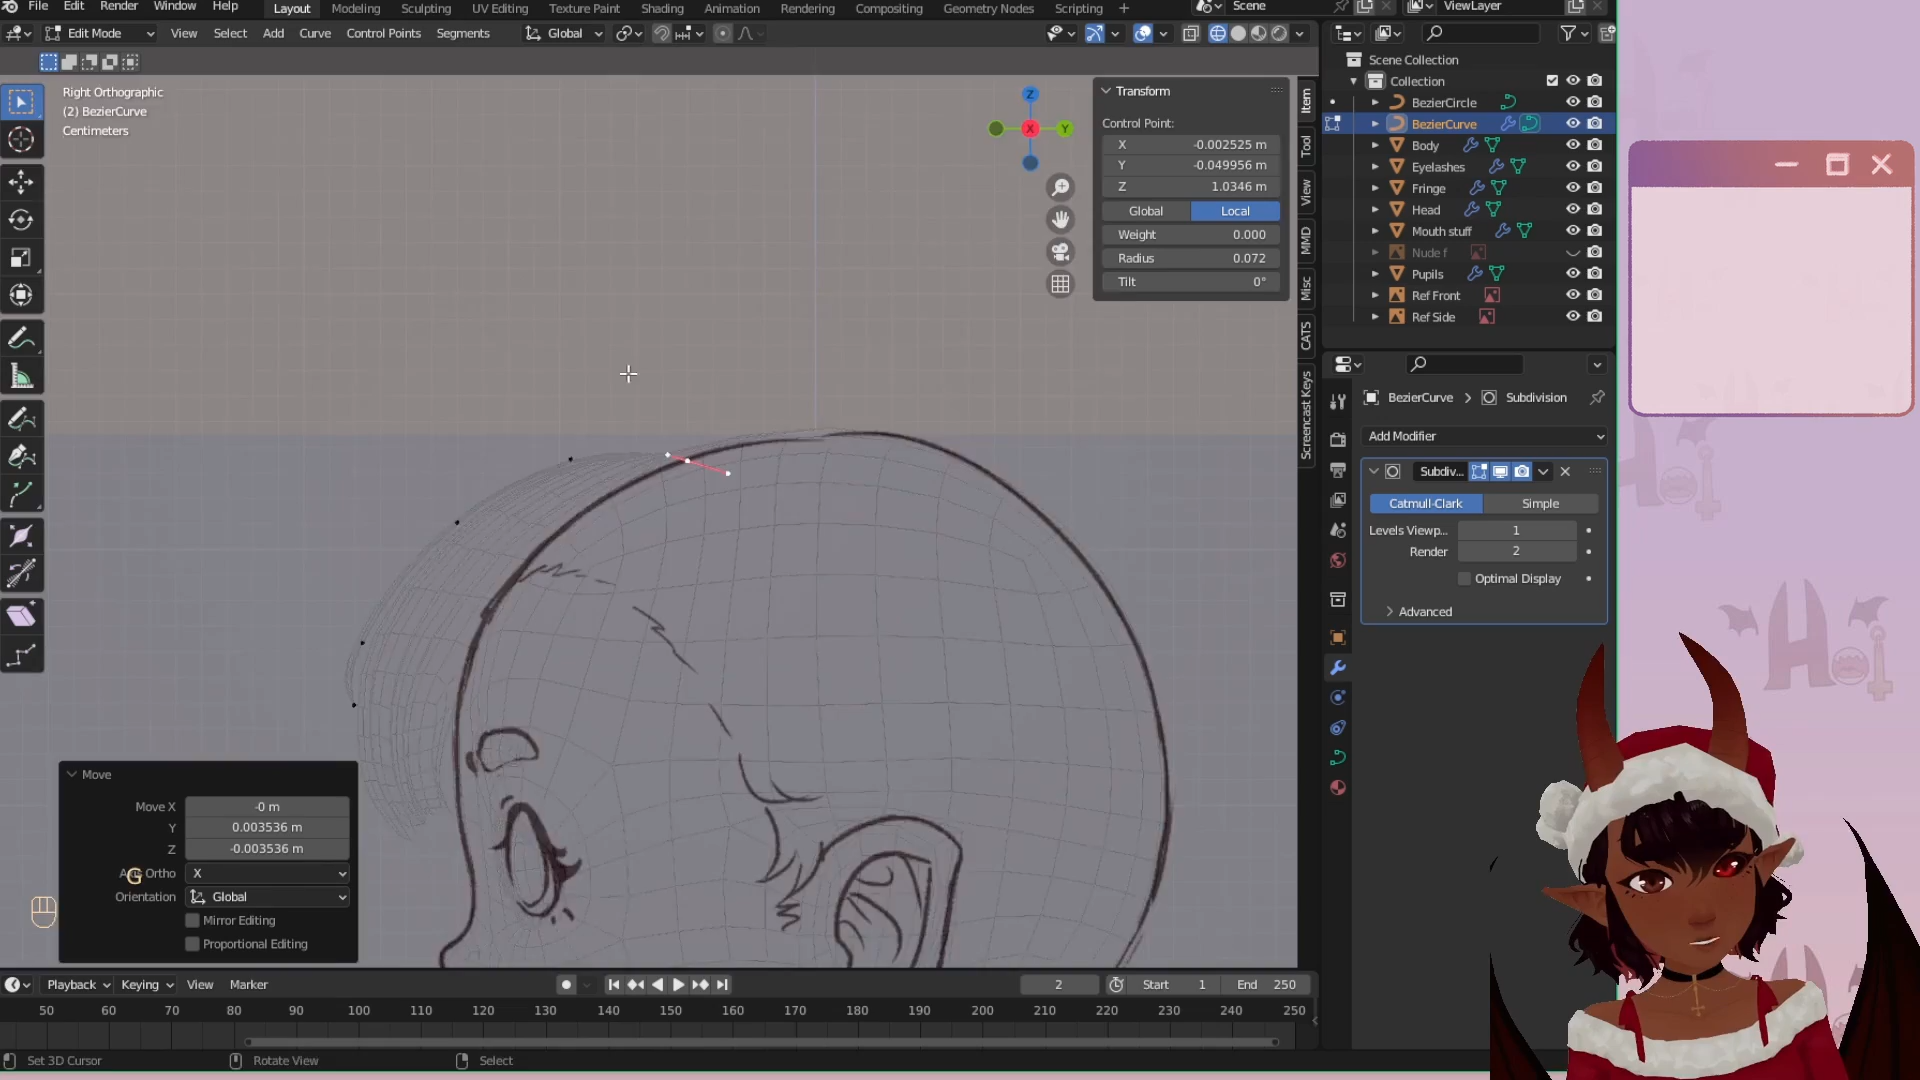 File Edit Render Window Help Layout Modeling Sculpting UV Editing Texture Paint Shading Animation Rendering Compositing Geometry Nodes Scripting + Scene ViewLayer
Edit Mode View Select Add Curve Control Points Segments Global
Right Orthographic
(2) BezierCurve
Centimeters
Z
X
Y
Transform
Control Point:
X -0.002525 m
Y -0.049956 m
Z 1.0346 m
Global Local
Weight 0.000
Radius 0.072
Tilt 0°
Item
Tool
View
MMD
Misc
CATS
Screencast Keys
Scene Collection
Collection
BezierCircle
BezierCurve
Body
Eyelashes
Fringe
Head
Mouth stuff
Nude f
Pupils
Ref Front
Ref Side
BezierCurve > Subdivision
Add Modifier
Subdiv...
Catmull-Clark Simple
Levels Viewp... 1
Render 2
Optimal Display
Advanced
Move
Move X -0 m
Y 0.003536 m
Z -0.003536 m
Ortho X
G
Orientation Global
Mirror Editing
Proportional Editing
Playback Keying View Marker 2 Start 1 End 250
50 60 70 80 90 100 110 120 130 140 150 160 170 180 190 200 210 220 230 240 250
Set 3D Cursor Rotate View Select